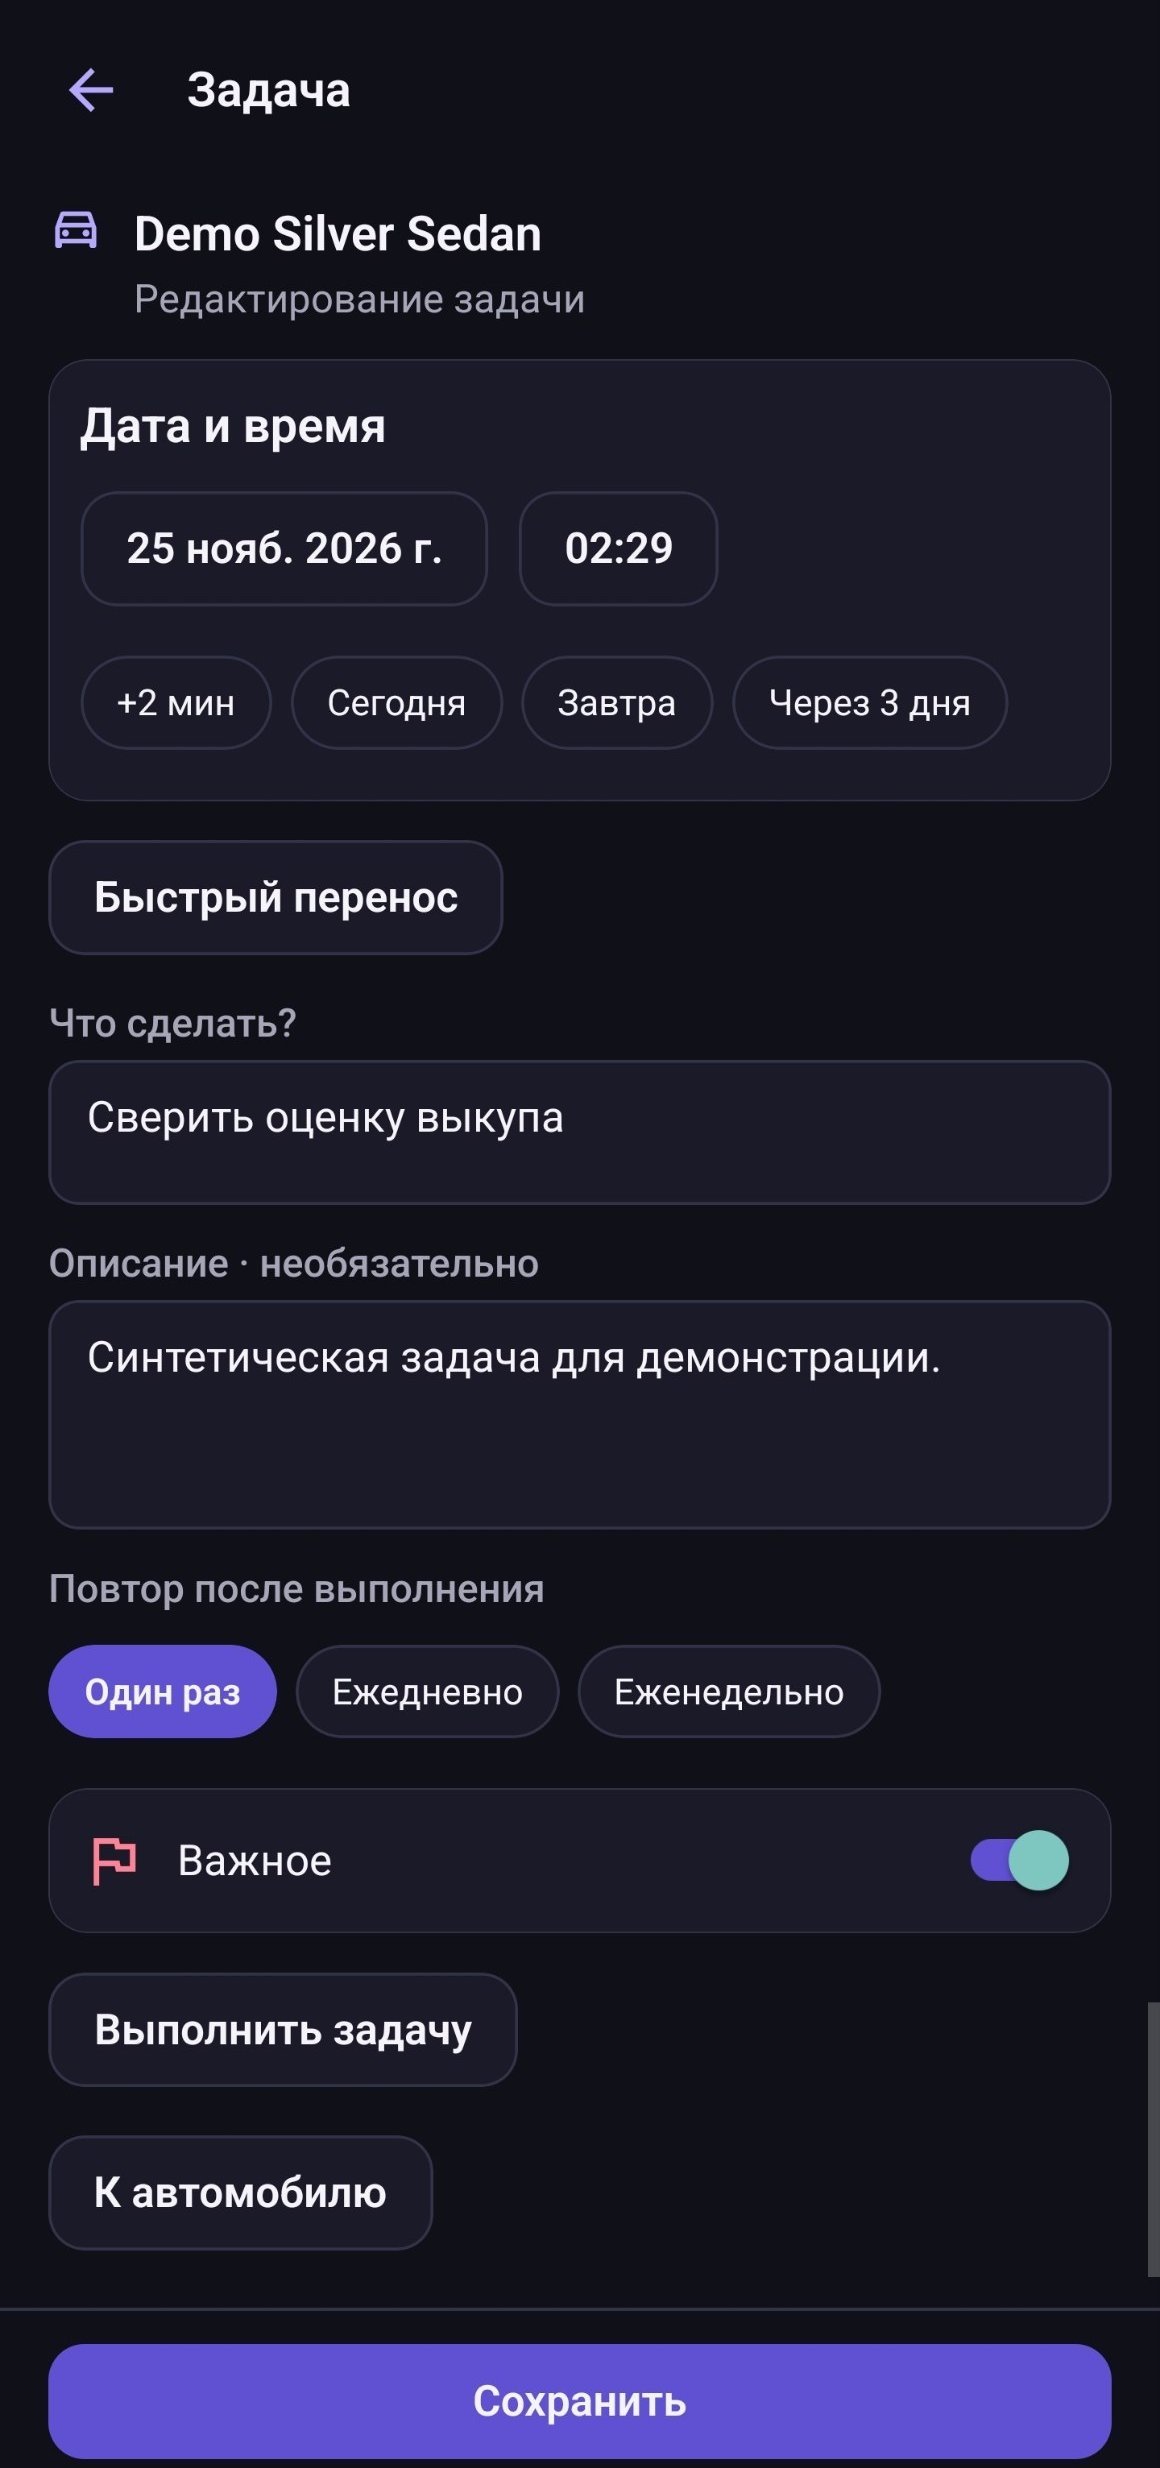 Задача
Demo Silver Sedan
Редактирование задачи
Дата и время
25 нояб. 2026 г. 02:29
+2 мин Сегодня Завтра Через 3 дня
Быстрый перенос
Что сделать?
Сверить оценку выкупа
Описание · необязательно
Синтетическая задача для демонстрации.
Повтор после выполнения
Один раз Ежедневно Еженедельно
Важное
Выполнить задачу
К автомобилю
Сохранить